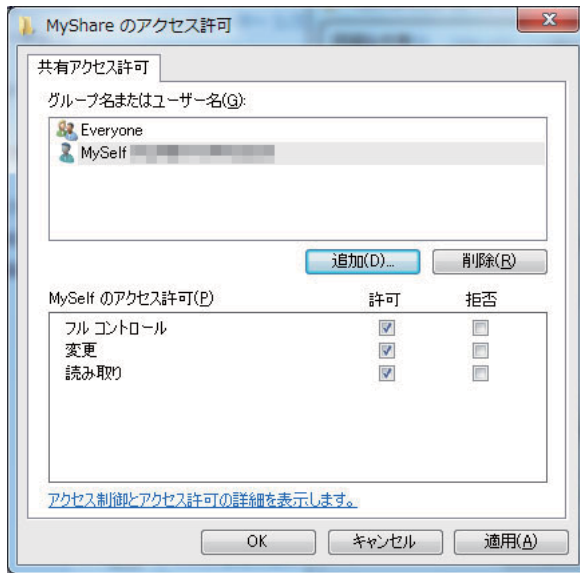 MyShare のアクセス許可
共有アクセス許可
グループ名またはユーザー名(G):
Everyone
MySelf
追加(D)...
削除(R)
MySelf のアクセス許可(P) 許可 拒否
フル コントロール
変更
読み取り
アクセス制御とアクセス許可の詳細を表示します。
OK
キャンセル
適用(A)